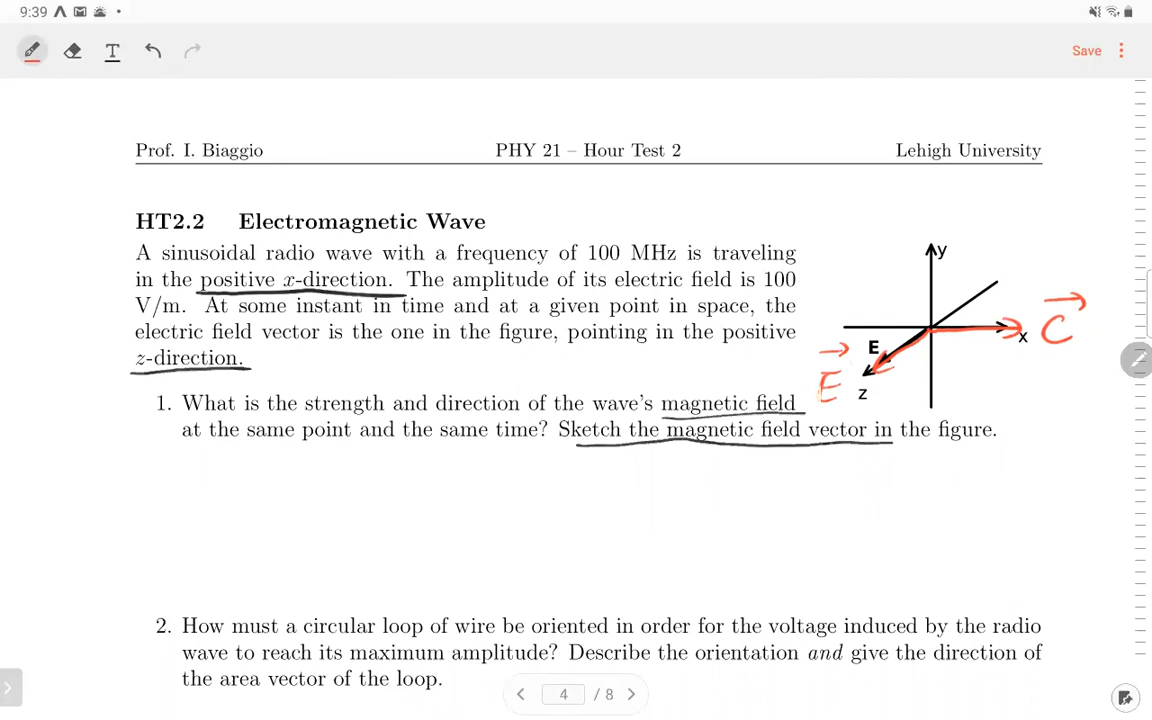 9:39
T
Save
Prof. I. Biaggio PHY 21 – Hour Test 2 Lehigh University
HT2.2 Electromagnetic Wave
A sinusoidal radio wave with a frequency of 100 MHz is traveling
in the positive x-direction. The amplitude of its electric field is 100
V/m. At some instant in time and at a given point in space, the
electric field vector is the one in the figure, pointing in the positive
z-direction.
y
x
C
E
E
z
1. What is the strength and direction of the wave's magnetic field
at the same point and the same time? Sketch the magnetic field vector in the figure.
2. How must a circular loop of wire be oriented in order for the voltage induced by the radio
wave to reach its maximum amplitude? Describe the orientation and give the direction of
the area vector of the loop.
4 / 8